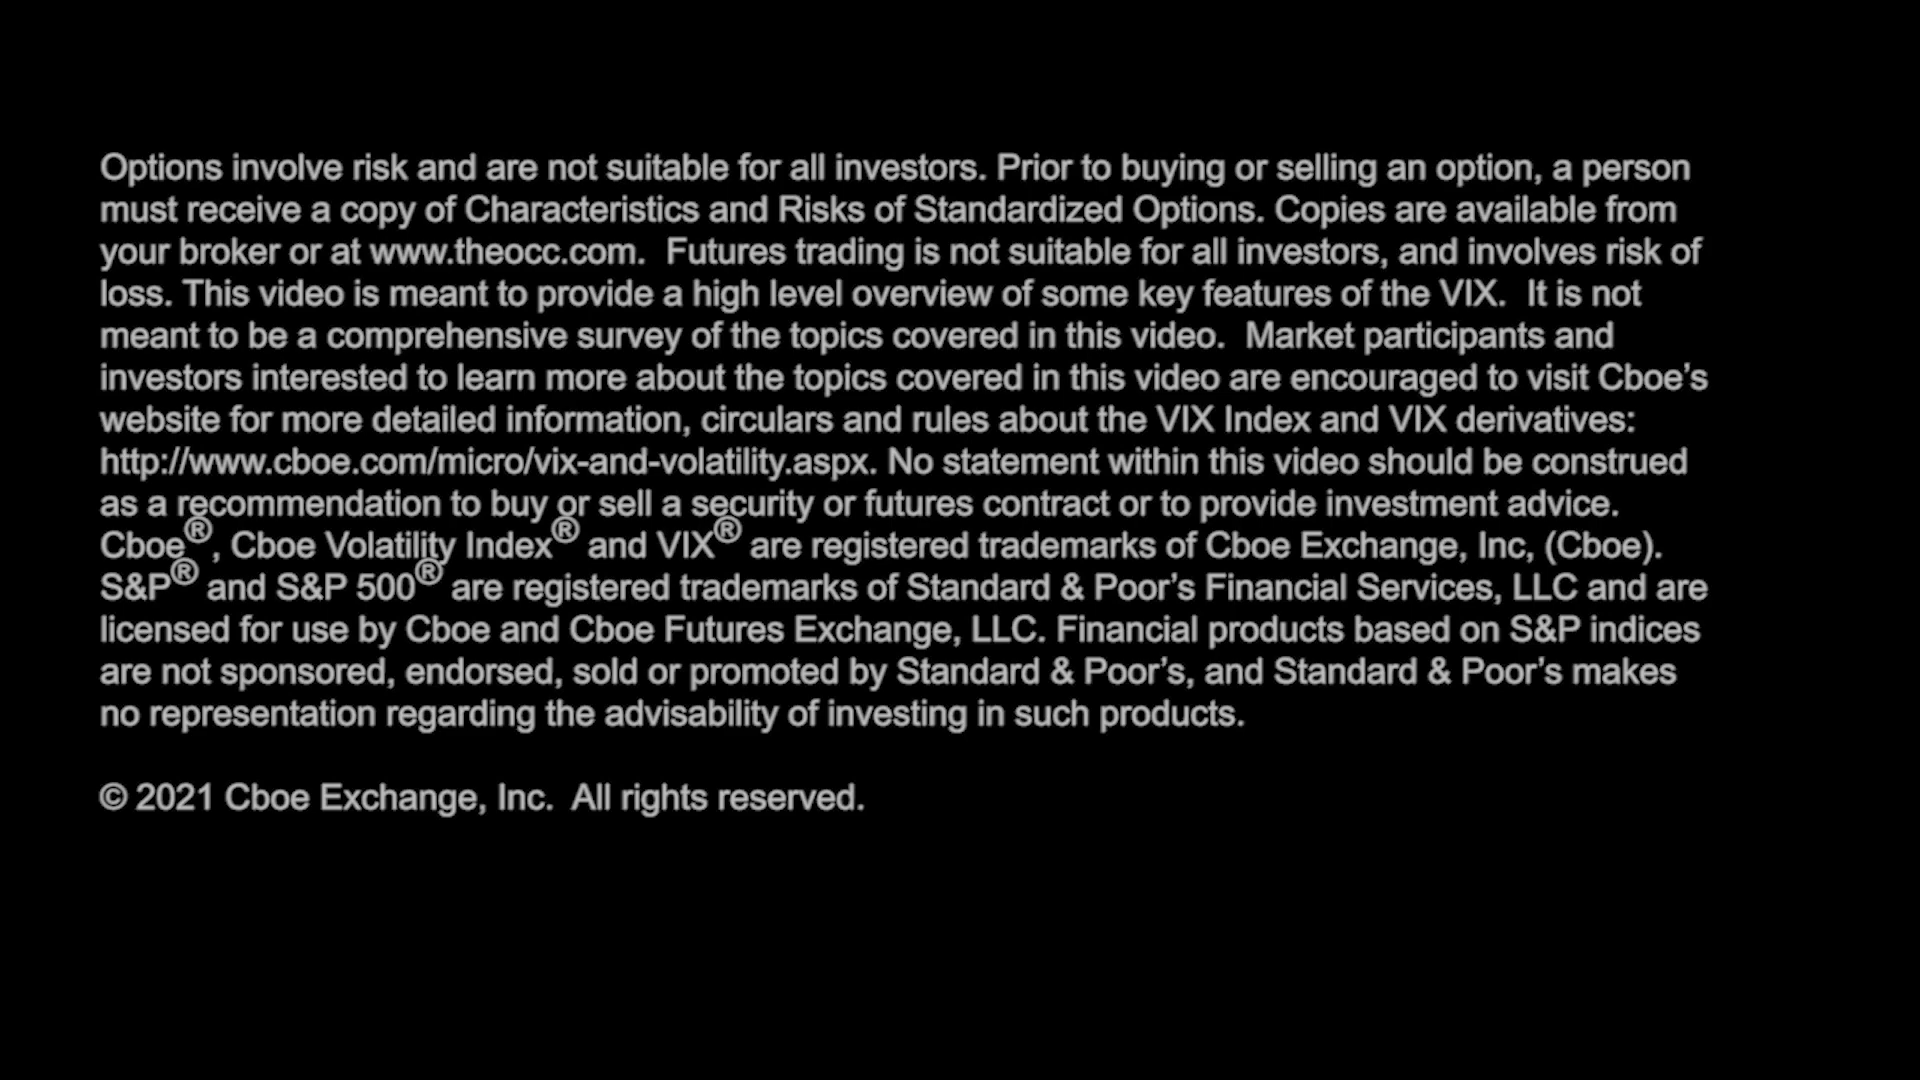 Options involve risk and are not suitable for all investors. Prior to buying or selling an option, a person
must receive a copy of Characteristics and Risks of Standardized Options. Copies are available from
your broker or at www.theocc.com.  Futures trading is not suitable for all investors, and involves risk of
loss. This video is meant to provide a high level overview of some key features of the VIX.  It is not
meant to be a comprehensive survey of the topics covered in this video.  Market participants and
investors interested to learn more about the topics covered in this video are encouraged to visit Cboe’s
website for more detailed information, circulars and rules about the VIX Index and VIX derivatives:
http://www.cboe.com/micro/vix-and-volatility.aspx. No statement within this video should be construed
as a recommendation to buy or sell a security or futures contract or to provide investment advice.
Cboe®, Cboe Volatility Index® and VIX® are registered trademarks of Cboe Exchange, Inc, (Cboe).
S&P® and S&P 500® are registered trademarks of Standard & Poor’s Financial Services, LLC and are
licensed for use by Cboe and Cboe Futures Exchange, LLC. Financial products based on S&P indices
are not sponsored, endorsed, sold or promoted by Standard & Poor’s, and Standard & Poor’s makes
no representation regarding the advisability of investing in such products.
© 2021 Cboe Exchange, Inc.  All rights reserved.